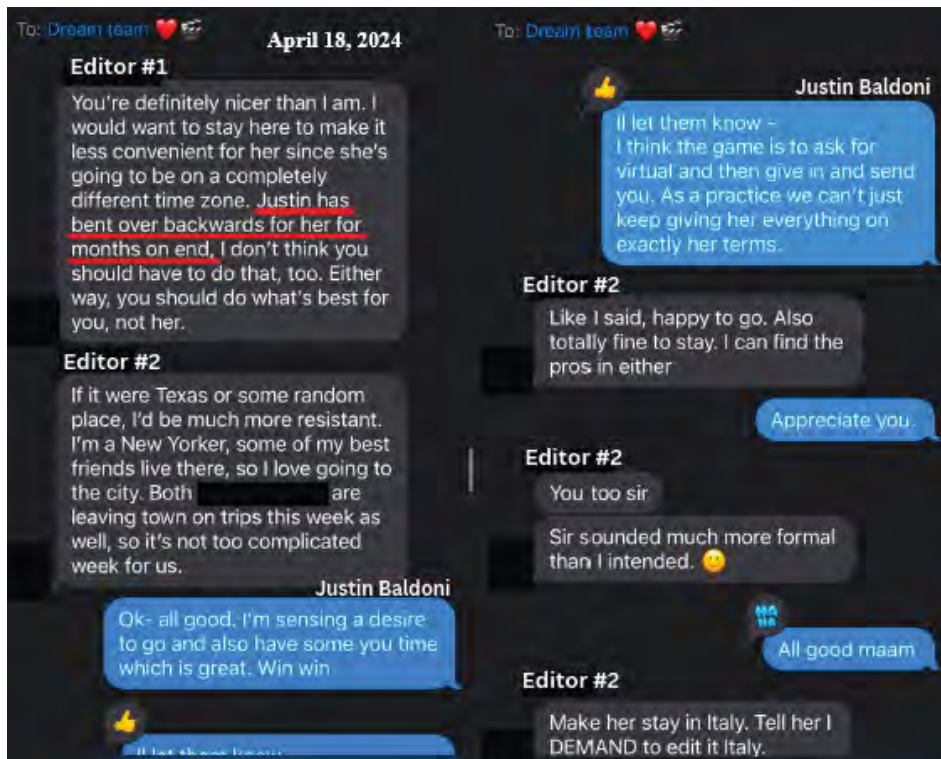 To: Dream team ❤️🎬
April 18, 2024
Editor #1
You're definitely nicer than I am. I
would want to stay here to make it
less convenient for her since she's
going to be on a completely
different time zone. Justin has
bent over backwards for her for
months on end, I don't think you
should have to do that, too. Either
way, you should do what's best for
you, not her.
Editor #2
If it were Texas or some random
place, I'd be much more resistant.
I'm a New Yorker, some of my best
friends live there, so I love going to
the city. Both are
leaving town on trips this week as
well, so it's not too complicated
week for us.
Justin Baldoni
Ok- all good. I'm sensing a desire
to go and also have some you time
which is great. Win win
👍
Il let them know
To: Dream team ❤️🎬
Justin Baldoni
👍
Il let them know -
I think the game is to ask for
virtual and then give in and send
you. As a practice we can't just
keep giving her everything on
exactly her terms.
Editor #2
Like I said, happy to go. Also
totally fine to stay. I can find the
pros in either
Appreciate you.
Editor #2
You too sir
Sir sounded much more formal
than I intended. 🙂
HA HA
All good maam
Editor #2
Make her stay in Italy. Tell her I
DEMAND to edit it Italy.